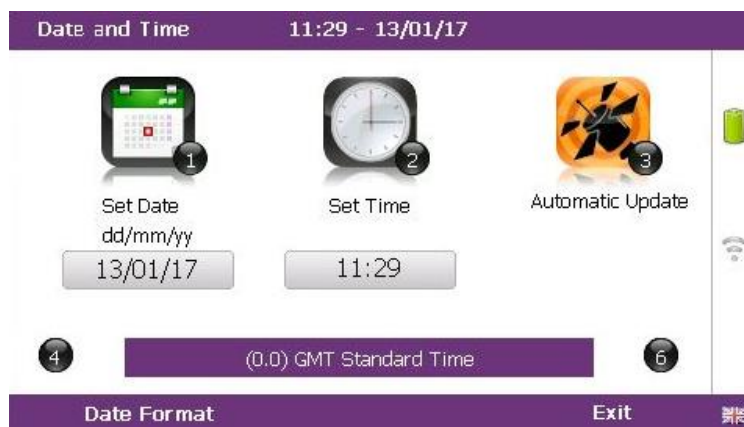 Date and Time 11:29 - 13/01/17
1 2 3
Set Date Set Time Automatic Update
dd/mm/yy
13/01/17 11:29
4 (0.0) GMT Standard Time 6
Date Format Exit